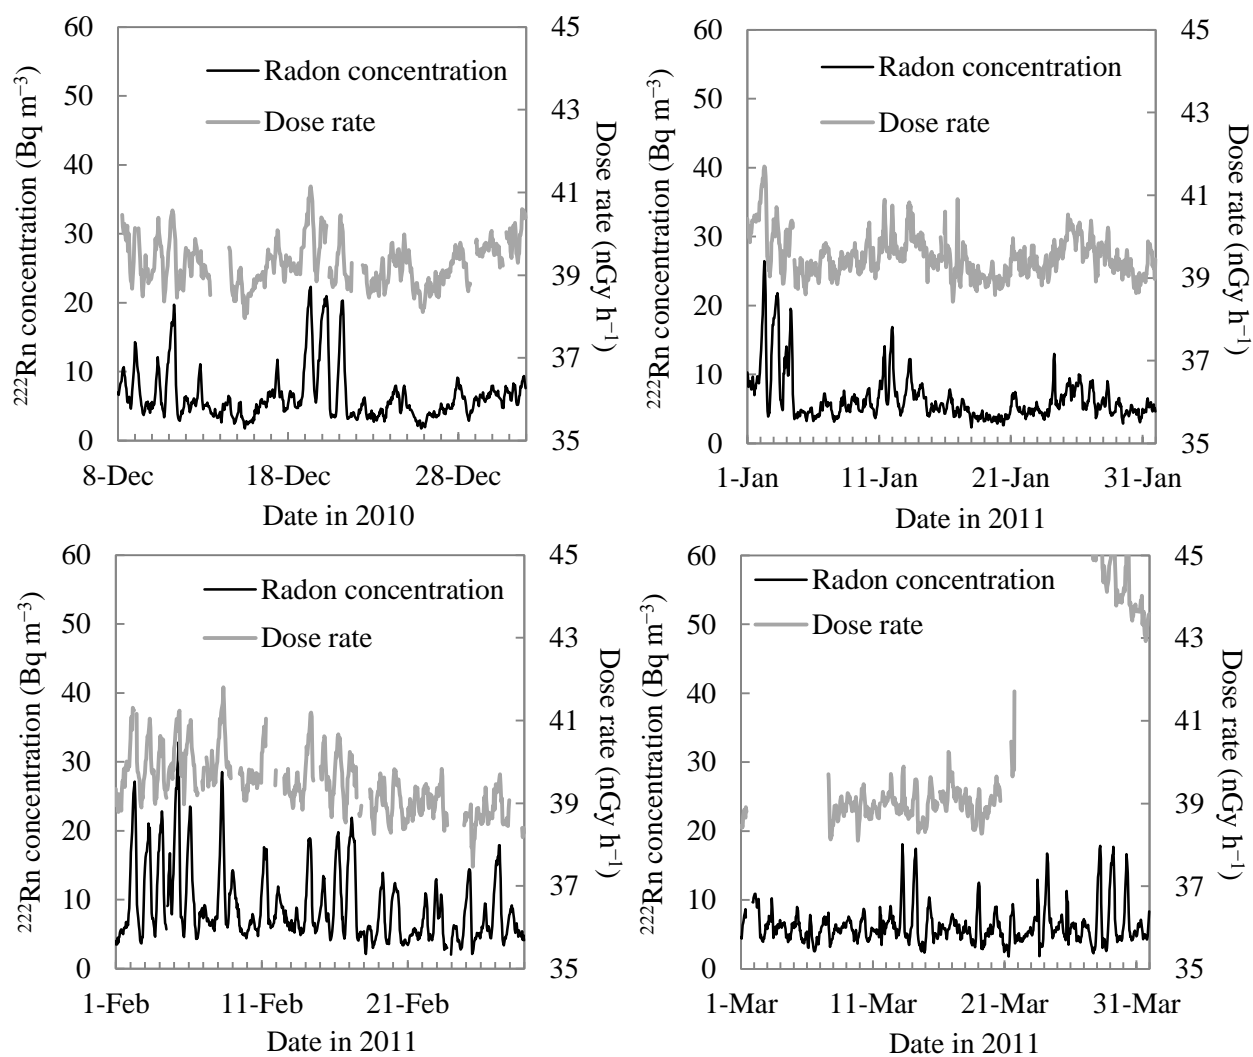 60
50
40
30
20
10
0
²²²Rn concentration (Bq m⁻³)
Radon concentration
Dose rate
45
43
41
39
37
35
Dose rate (nGy h⁻¹)
8-Dec 18-Dec 28-Dec
Date in 2010
60
50
40
30
20
10
0
²²²Rn concentration (Bq m⁻³)
Radon concentration
Dose rate
45
43
41
39
37
35
Dose rate (nGy h⁻¹)
1-Jan 11-Jan 21-Jan 31-Jan
Date in 2011
60
50
40
30
20
10
0
²²²Rn concentration (Bq m⁻³)
Radon concentration
Dose rate
45
43
41
39
37
35
Dose rate (nGy h⁻¹)
1-Feb 11-Feb 21-Feb
Date in 2011
60
50
40
30
20
10
0
²²²Rn concentration (Bq m⁻³)
Radon concentration
Dose rate
45
43
41
39
37
35
Dose rate (nGy h⁻¹)
1-Mar 11-Mar 21-Mar 31-Mar
Date in 2011